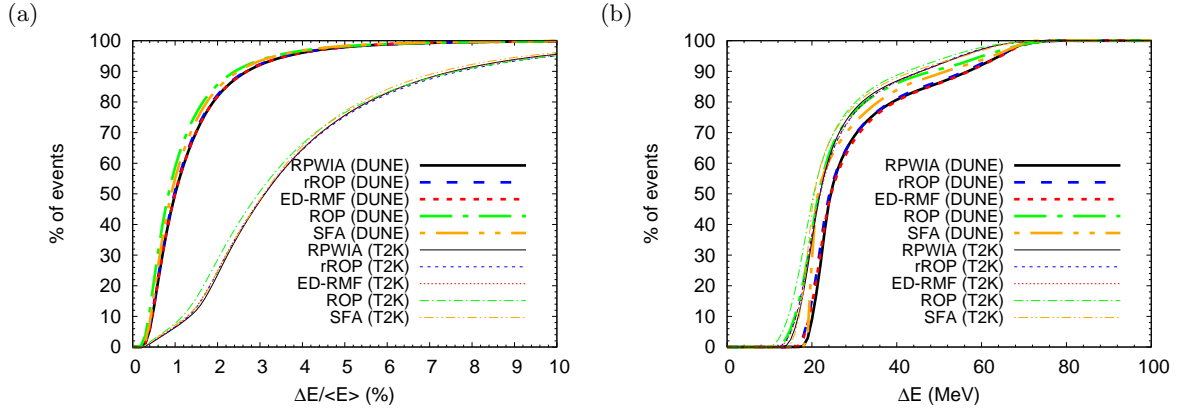 (a)
% of events
100
90
80
70
60
50
40
30
20
10
0
RPWIA (DUNE)
rROP (DUNE)
ED-RMF (DUNE)
ROP (DUNE)
SFA (DUNE)
RPWIA (T2K)
rROP (T2K)
ED-RMF (T2K)
ROP (T2K)
SFA (T2K)
0 1 2 3 4 5 6 7 8 9 10
ΔE/<E> (%)
(b)
% of events
100
90
80
70
60
50
40
30
20
10
0
RPWIA (DUNE)
rROP (DUNE)
ED-RMF (DUNE)
ROP (DUNE)
SFA (DUNE)
RPWIA (T2K)
rROP (T2K)
ED-RMF (T2K)
ROP (T2K)
SFA (T2K)
0 20 40 60 80 100
ΔE (MeV)